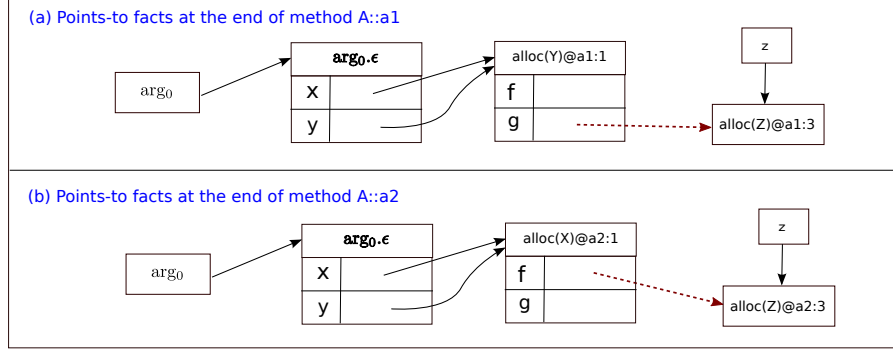 (a) Points-to facts at the end of method A::a1
arg₀.ϵ
alloc(Y)@a1:1
z
arg₀
x
f
y
g
alloc(Z)@a1:3
(b) Points-to facts at the end of method A::a2
arg₀.ϵ
alloc(X)@a2:1
z
arg₀
x
f
y
g
alloc(Z)@a2:3